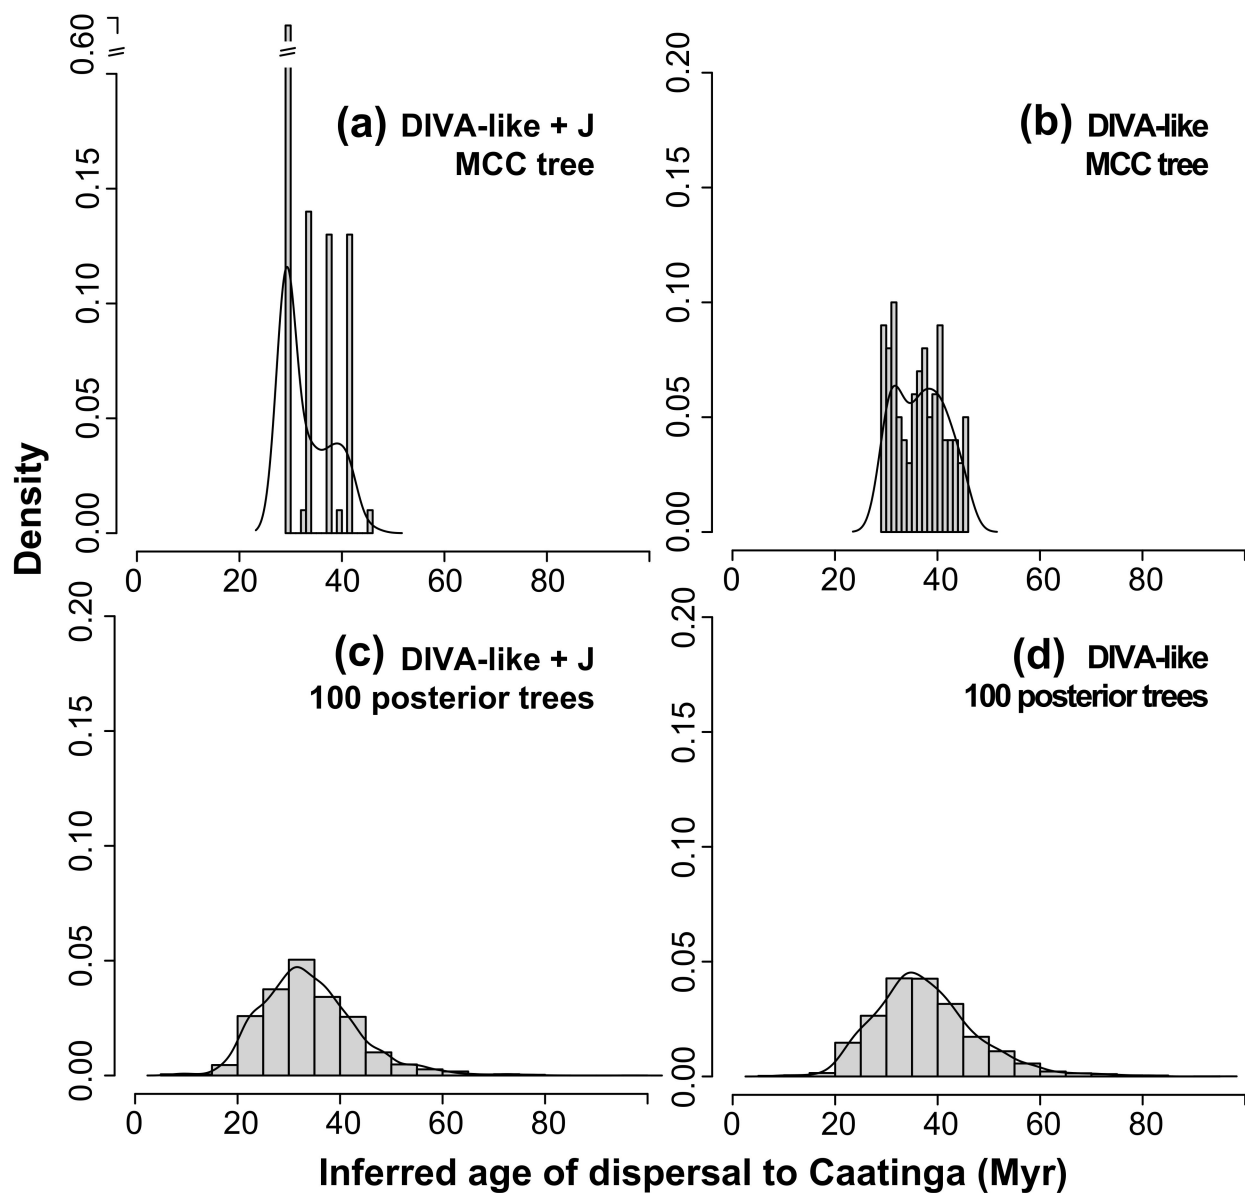 0.60
0.15
0.10
0.05
0.00
(a) DIVA-like + J
MCC tree
0 20 40 60 80
0.20
0.15
0.10
0.05
0.00
(b) DIVA-like
MCC tree
0 20 40 60 80
Density
0.20
0.15
0.10
0.05
0.00
(c) DIVA-like + J
100 posterior trees
0 20 40 60 80
0.20
0.15
0.10
0.05
0.00
(d) DIVA-like
100 posterior trees
0 20 40 60 80
Inferred age of dispersal to Caatinga (Myr)